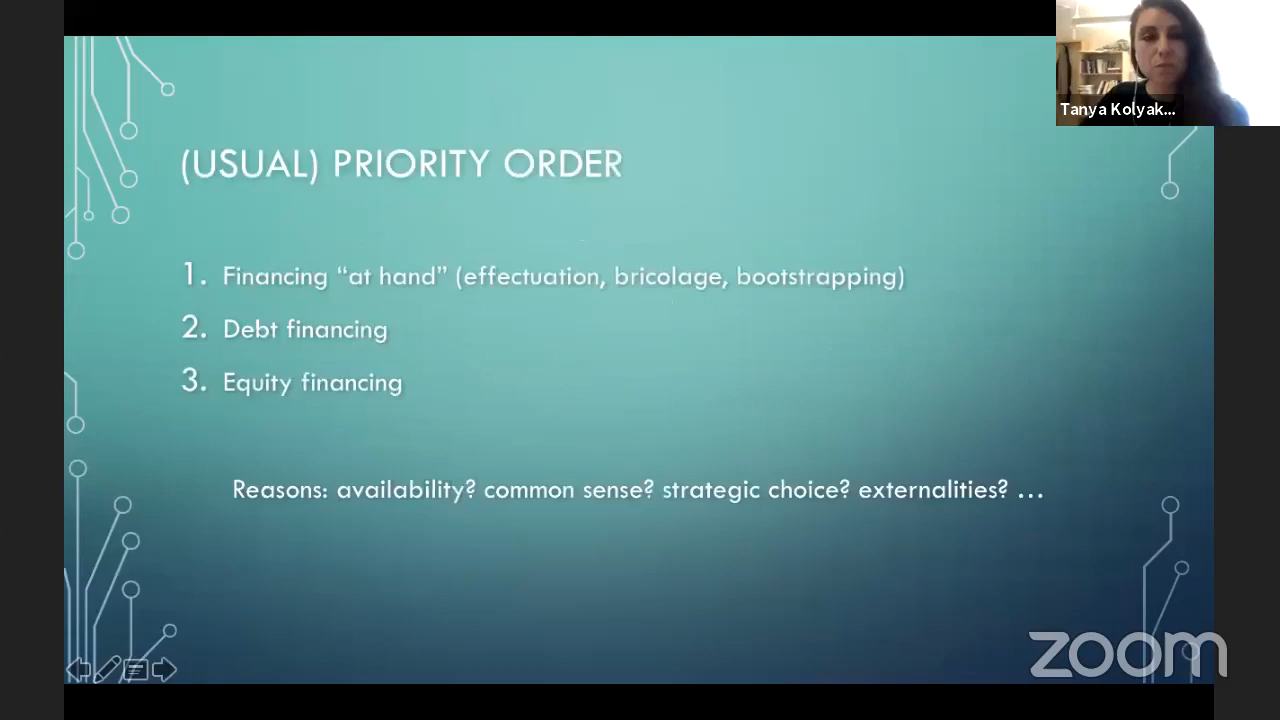 Tanya Kolyak...
(USUAL) PRIORITY ORDER
1. Financing “at hand” (effectuation, bricolage, bootstrapping)
2. Debt financing
3. Equity financing
Reasons: availability? common sense? strategic choice? externalities? …
zoom